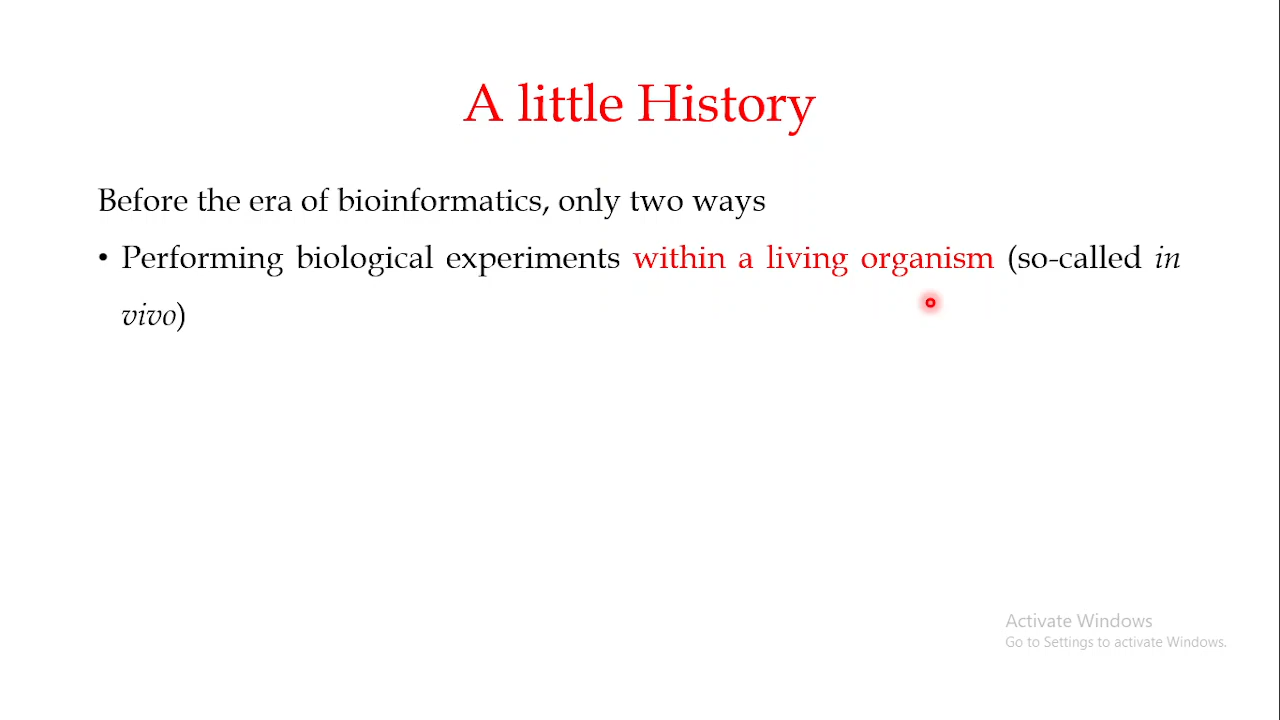 A little History
Before the era of bioinformatics, only two ways
• Performing biological experiments within a living organism (so-called in
vivo)
Activate Windows
Go to Settings to activate Windows.